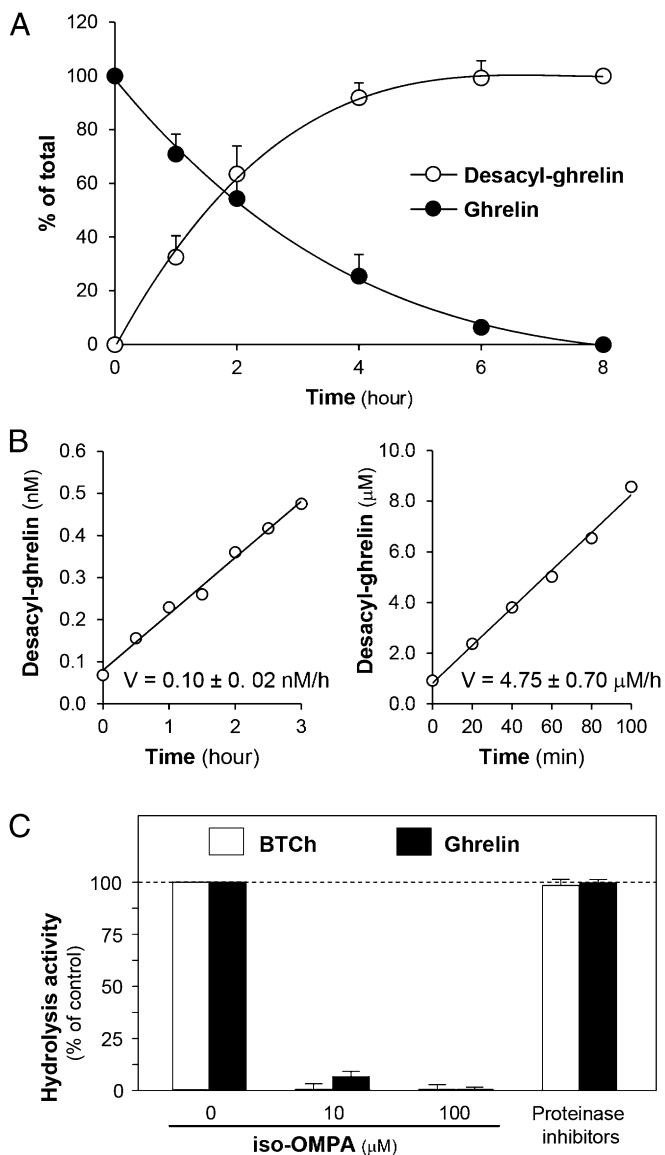 A
120
100
80
60
40
20
0
% of total
Desacyl-ghrelin
Ghrelin
0 2 4 6 8
Time (hour)
B
0.6
0.5
0.4
0.3
0.2
0.1
0.0
Desacyl-ghrelin (nM)
V = 0.10 ± 0. 02 nM/h
0 1 2 3
Time (hour)
10.0
8.0
6.0
4.0
2.0
0.0
Desacyl-ghrelin (μM)
V = 4.75 ± 0.70 μM/h
0 20 40 60 80 100
Time (min)
C
BTCh Ghrelin
100
75
50
25
0
Hydrolysis activity
(% of control)
0 10 100
iso-OMPA (μM)
Proteinase
inhibitors